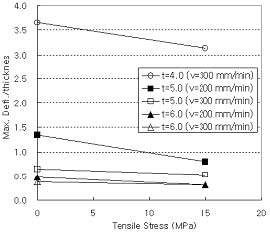 4.0
3.5
3.0
2.5
2.0
1.5
1.0
0.5
0.0
Max. Defl./thicknes
t=4.0 (v=300 mm/min)
t=5.0 (v=200 mm/min)
t=5.0 (v=300 mm/min)
t=6.0 (v=200 mm/min)
t=6.0 (v=300 mm/min)
0 5 10 15 20
Tensile Stress (MPa)